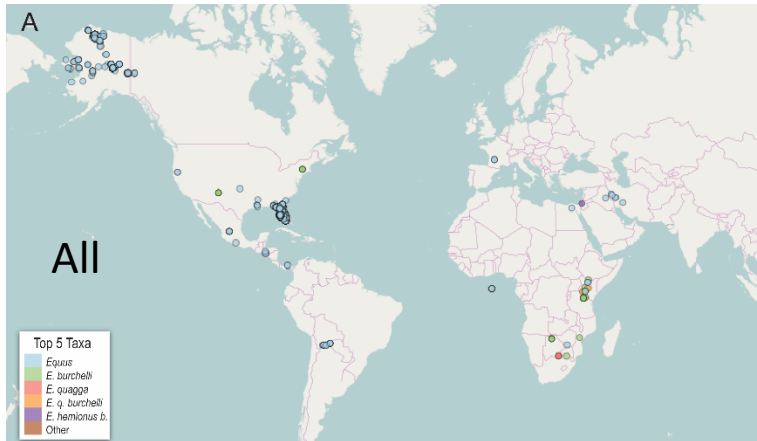 A
All
Top 5 Taxa
Equus
E. burchelli
E. quagga
E. q. burchelli
E. hemionus b.
Other